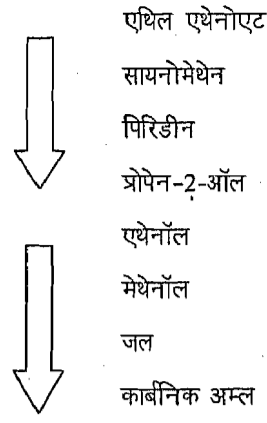 एथिल एथेनोएट
सायनोमेथेन
पिरिडीन
प्रोपेन-2-ऑल
एथेनॉल
मेथेनॉल
जल
कार्बनिक अम्ल